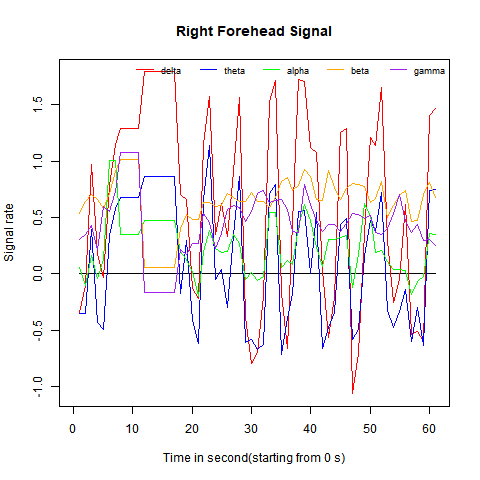 Right Forehead Signal
delta theta alpha beta gamma
Signal rate
1.5
1.0
0.5
0.0
-0.5
-1.0
0 10 20 30 40 50 60
Time in second(starting from 0 s)